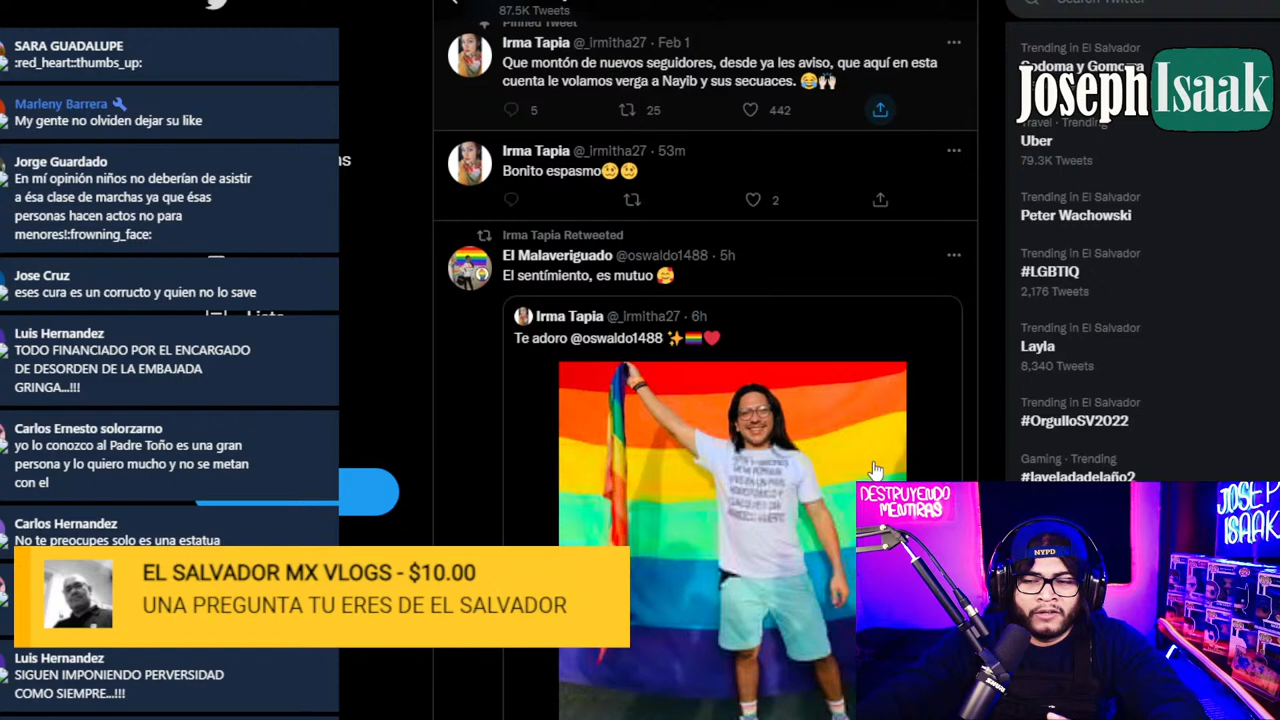 SARA GUADALUPE
:red_heart::thumbs_up:
Marleny Barrera
My gente no olviden dejar su like
Jorge Guardado
En mí opinión niños no deberían de asistir
a ésa clase de marchas ya que ésas
personas hacen actos no para
menores!:frowning_face:
Jose Cruz
eses cura es un corructo y quien no lo save
Luis Hernandez
TODO FINANCIADO POR EL ENCARGADO
DE DESORDEN DE LA EMBAJADA
GRINGA...!!!
Carlos Ernesto solorzarno
yo lo conozco al Padre Toño es una gran
persona y lo quiero mucho y no se metan
con el
Carlos Hernandez
No te preocupes solo es una estatua
EL SALVADOR MX VLOGS - $10.00
UNA PREGUNTA TU ERES DE EL SALVADOR
Luis Hernandez
SIGUEN IMPONIENDO PERVERSIDAD
COMO SIEMPRE...!!!
87.5K Tweets
Pinned Tweet
Irma Tapia @_irmitha27 · Feb 1
Que montón de nuevos seguidores, desde ya les aviso, que aquí en esta
cuenta le volamos verga a Nayib y sus secuaces. 😂🙌🏻
5 25 442
Irma Tapia @_irmitha27 · 53m
Bonito espasmo🥴🥴
2
Irma Tapia Retweeted
El Malaveriguado @oswaldo1488 · 5h
El sentímiento, es mutuo 🥰
Irma Tapia @_irmitha27 · 6h
Te adoro @oswaldo1488 ✨🏳️‍🌈❤️
Search Twitter
Trending in El Salvador
Sodoma y Gomorra
Joseph Isaak
Travel · Trending
Uber
79.3K Tweets
Trending in El Salvador
Peter Wachowski
Trending in El Salvador
#LGBTIQ
2,176 Tweets
Trending in El Salvador
Layla
8,340 Tweets
Trending in El Salvador
#OrgulloSV2022
Gaming · Trending
#laveladadelaño2
DESTRUYENDO
MENTIRAS
JOSEPH
ISAAK
NYPD